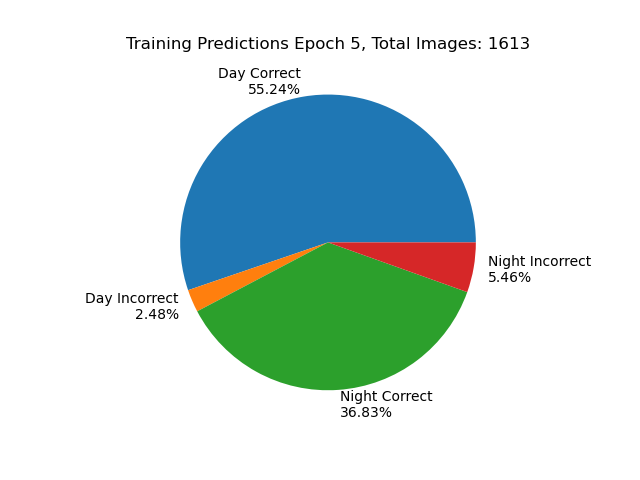 Training Predictions Epoch 5, Total Images: 1613
Day Correct
55.24%
Night Incorrect
5.46%
Day Incorrect
2.48%
Night Correct
36.83%